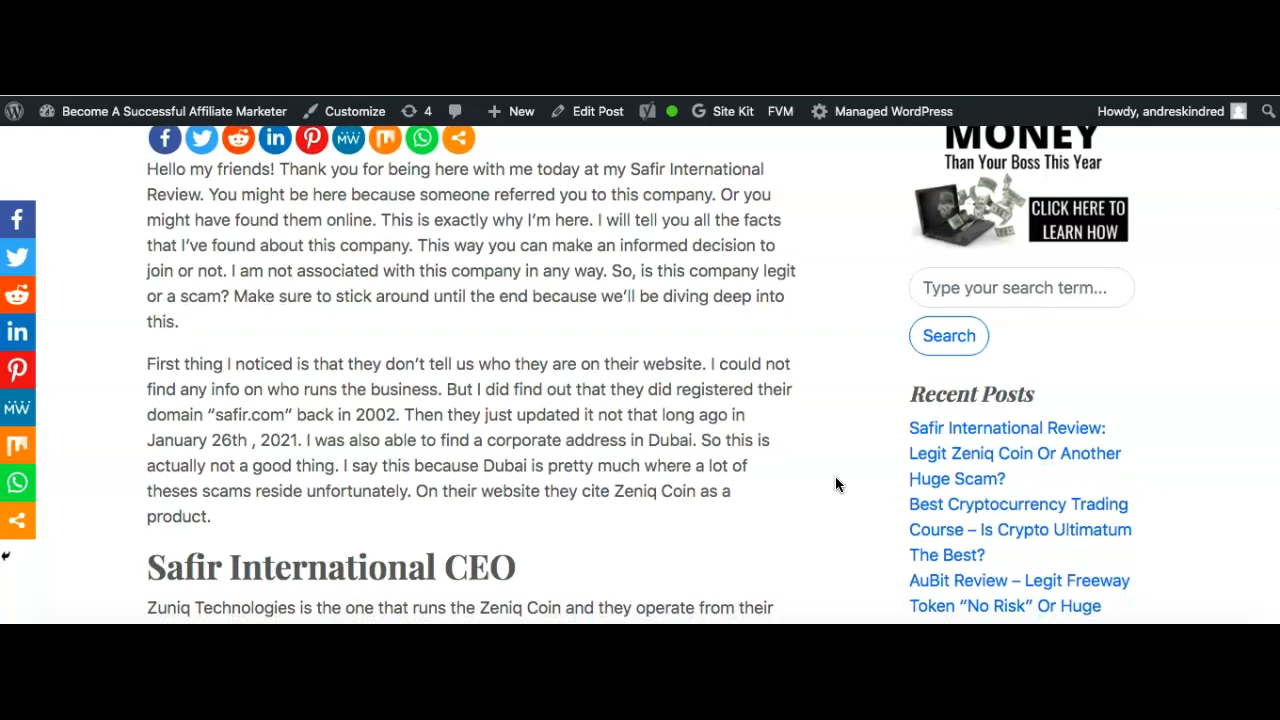 Become A Successful Affiliate Marketer Customize 4 New Edit Post Site Kit FVM Managed WordPress Howdy, andreskindred
Hello my friends! Thank you for being here with me today at my Safir International
Review. You might be here because someone referred you to this company. Or you
might have found them online. This is exactly why I'm here. I will tell you all the facts
that I've found about this company. This way you can make an informed decision to
join or not. I am not associated with this company in any way. So, is this company legit
or a scam? Make sure to stick around until the end because we'll be diving deep into
this.
First thing I noticed is that they don't tell us who they are on their website. I could not
find any info on who runs the business. But I did find out that they did registered their
domain “safir.com” back in 2002. Then they just updated it not that long ago in
January 26th , 2021. I was also able to find a corporate address in Dubai. So this is
actually not a good thing. I say this because Dubai is pretty much where a lot of
theses scams reside unfortunately. On their website they cite Zeniq Coin as a
product.
Safir International CEO
Zuniq Technologies is the one that runs the Zeniq Coin and they operate from their
MONEY
Than Your Boss This Year
CLICK HERE TO
LEARN HOW
Type your search term...
Search
Recent Posts
Safir International Review:
Legit Zeniq Coin Or Another
Huge Scam?
Best Cryptocurrency Trading
Course – Is Crypto Ultimatum
The Best?
AuBit Review – Legit Freeway
Token “No Risk” Or Huge